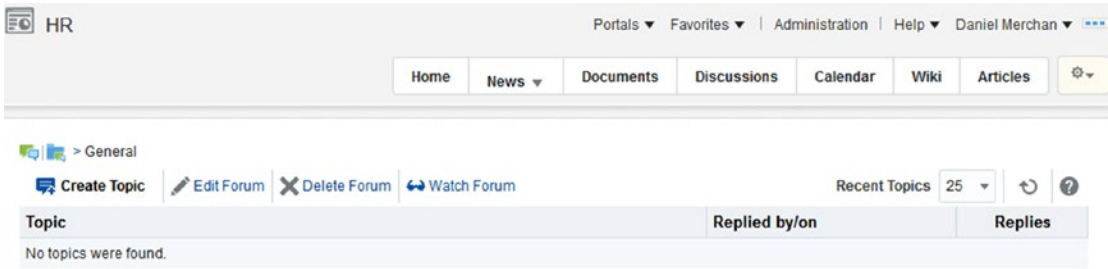 HR
Portals Favorites Administration Help Daniel Merchan
Home News Documents Discussions Calendar Wiki Articles
> General
Create Topic Edit Forum Delete Forum Watch Forum Recent Topics 25
Topic Replied by/on Replies
No topics were found.